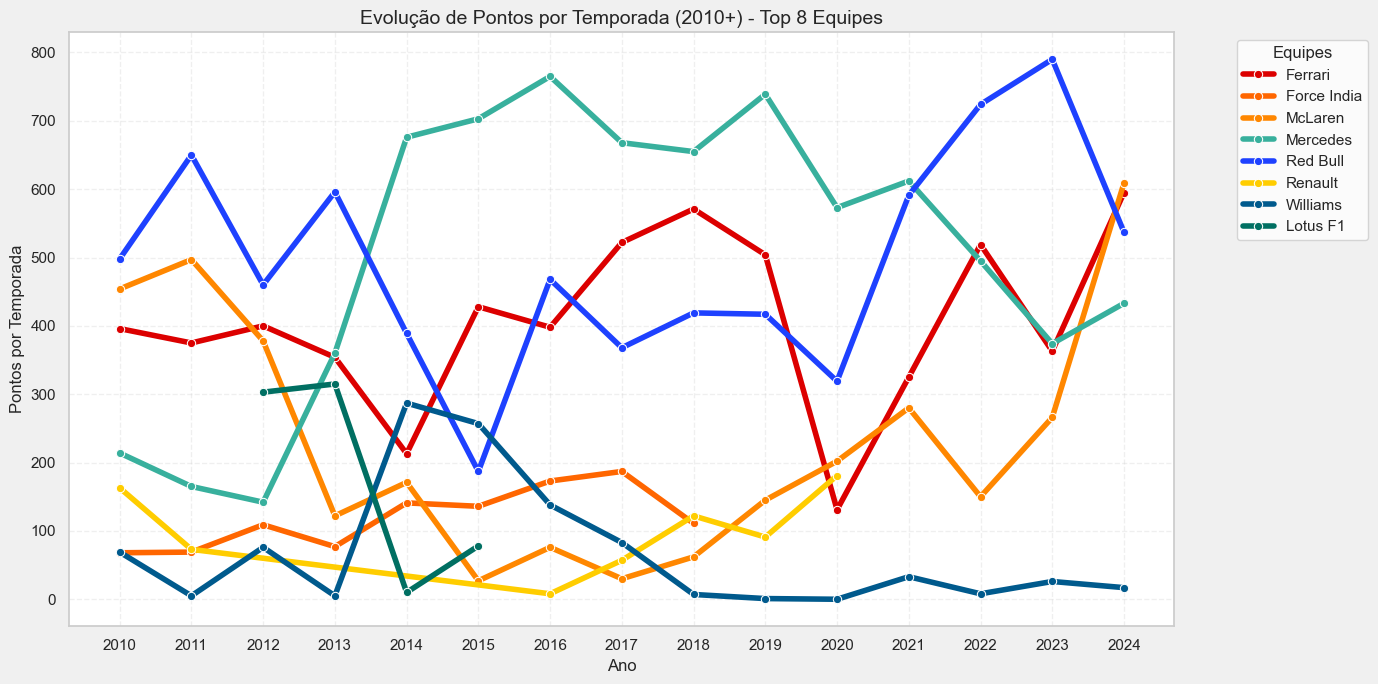 Evolução de Pontos por Temporada (2010+) - Top 8 Equipes
Pontos por Temporada
800
700
600
500
400
300
200
100
0
2010 2011 2012 2013 2014 2015 2016 2017 2018 2019 2020 2021 2022 2023 2024
Ano
Equipes
Ferrari
Force India
McLaren
Mercedes
Red Bull
Renault
Williams
Lotus F1